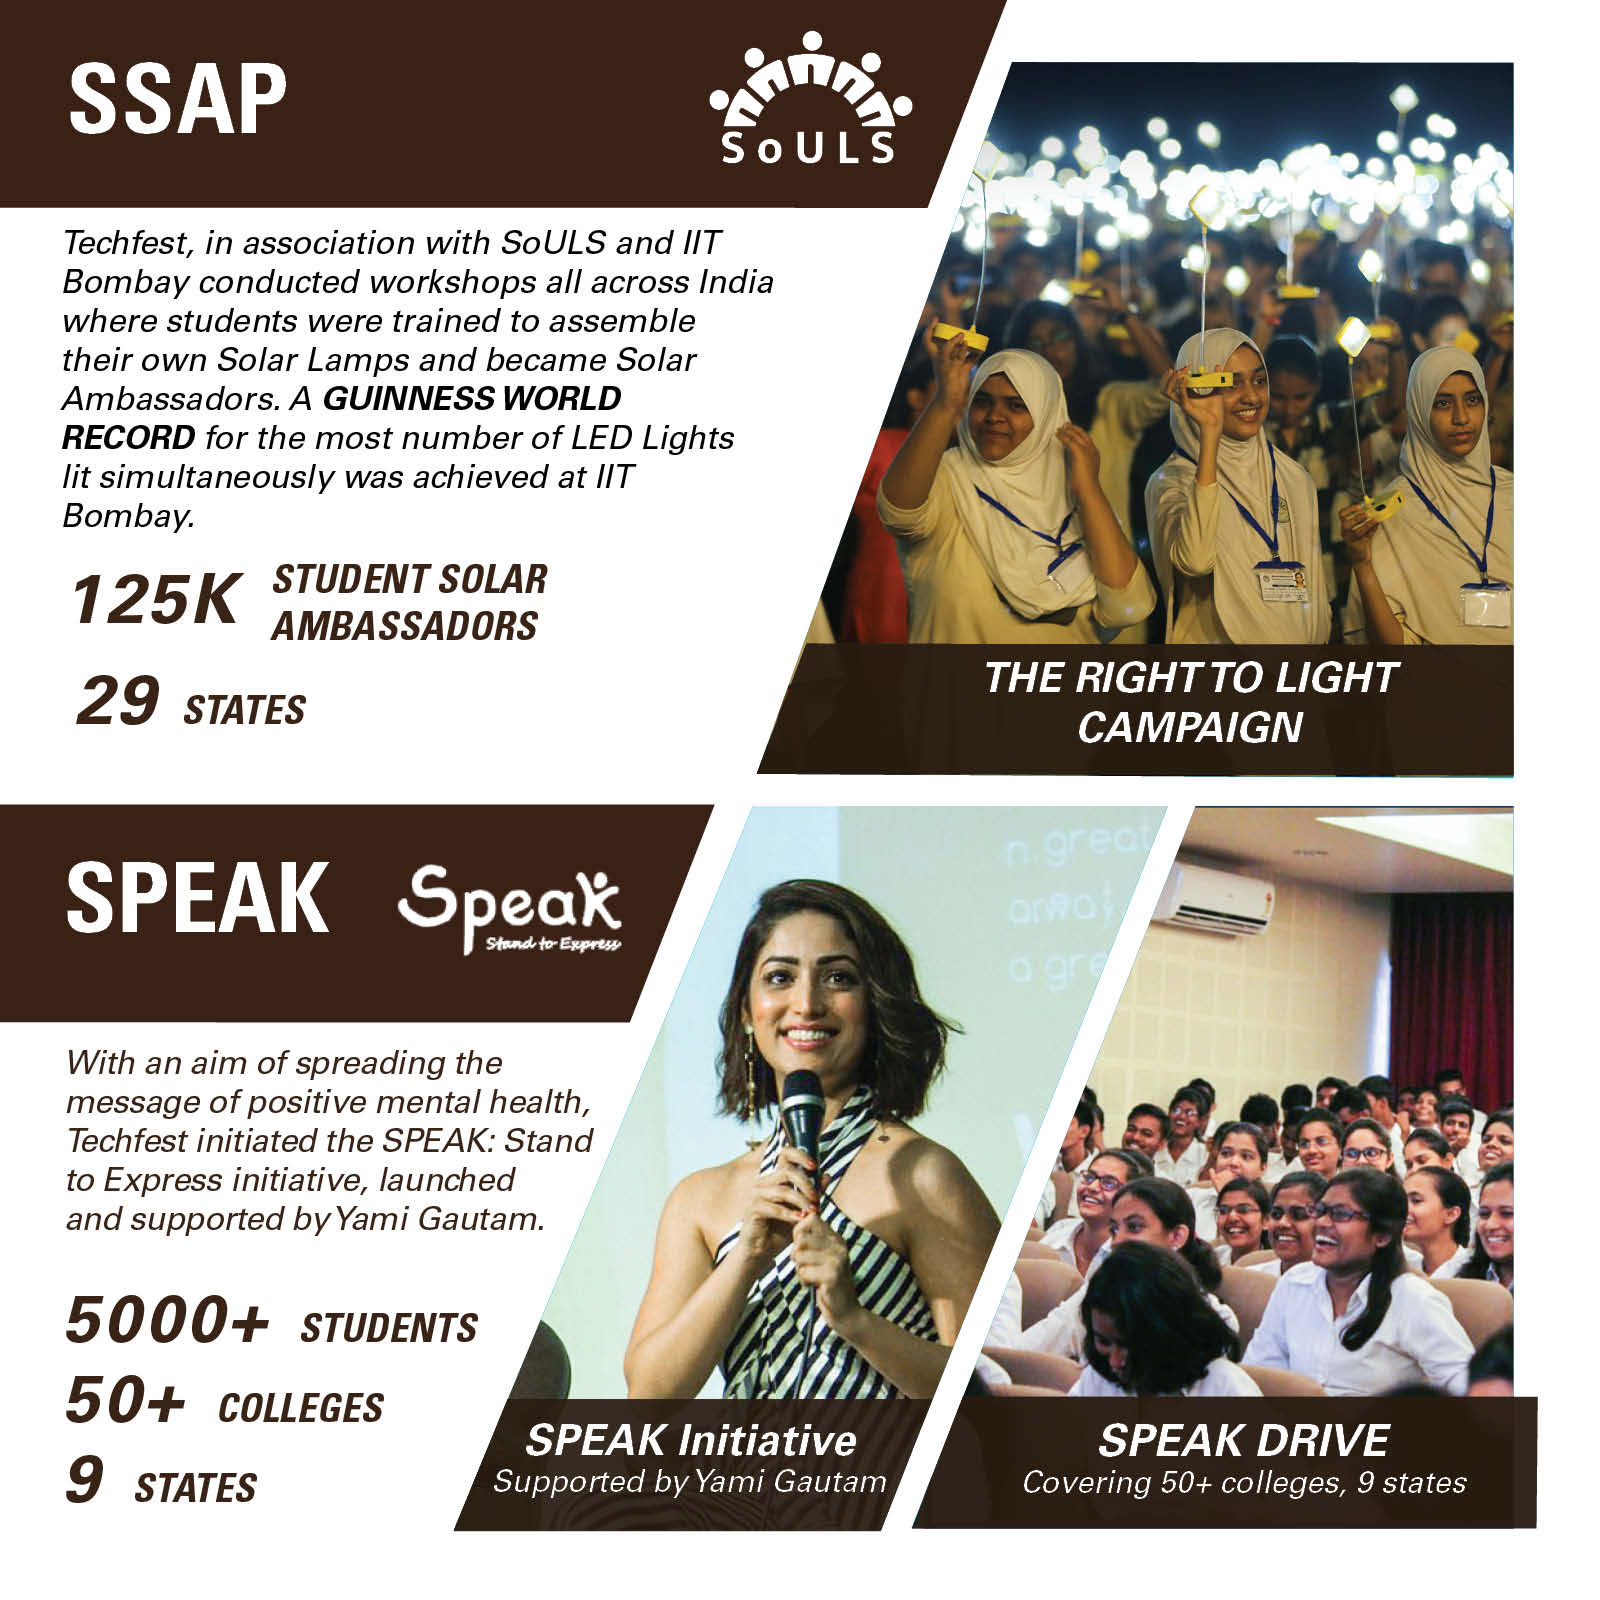 SSAP
SoULS
Techfest, in association with SoULS and IIT
Bombay conducted workshops all across India
where students were trained to assemble
their own Solar Lamps and became Solar
Ambassadors. A GUINNESS WORLD
RECORD for the most number of LED Lights
lit simultaneously was achieved at IIT
Bombay.
125K STUDENT SOLAR
AMBASSADORS
29 STATES
THE RIGHT TO LIGHT
CAMPAIGN
SPEAK
Speak
Stand to Express
With an aim of spreading the
message of positive mental health,
Techfest initiated the SPEAK: Stand
to Express initiative, launched
and supported by Yami Gautam.
5000+ STUDENTS
50+ COLLEGES
9 STATES
n great
a gre
SPEAK Initiative
Supported by Yami Gautam
SPEAK DRIVE
Covering 50+ colleges, 9 states